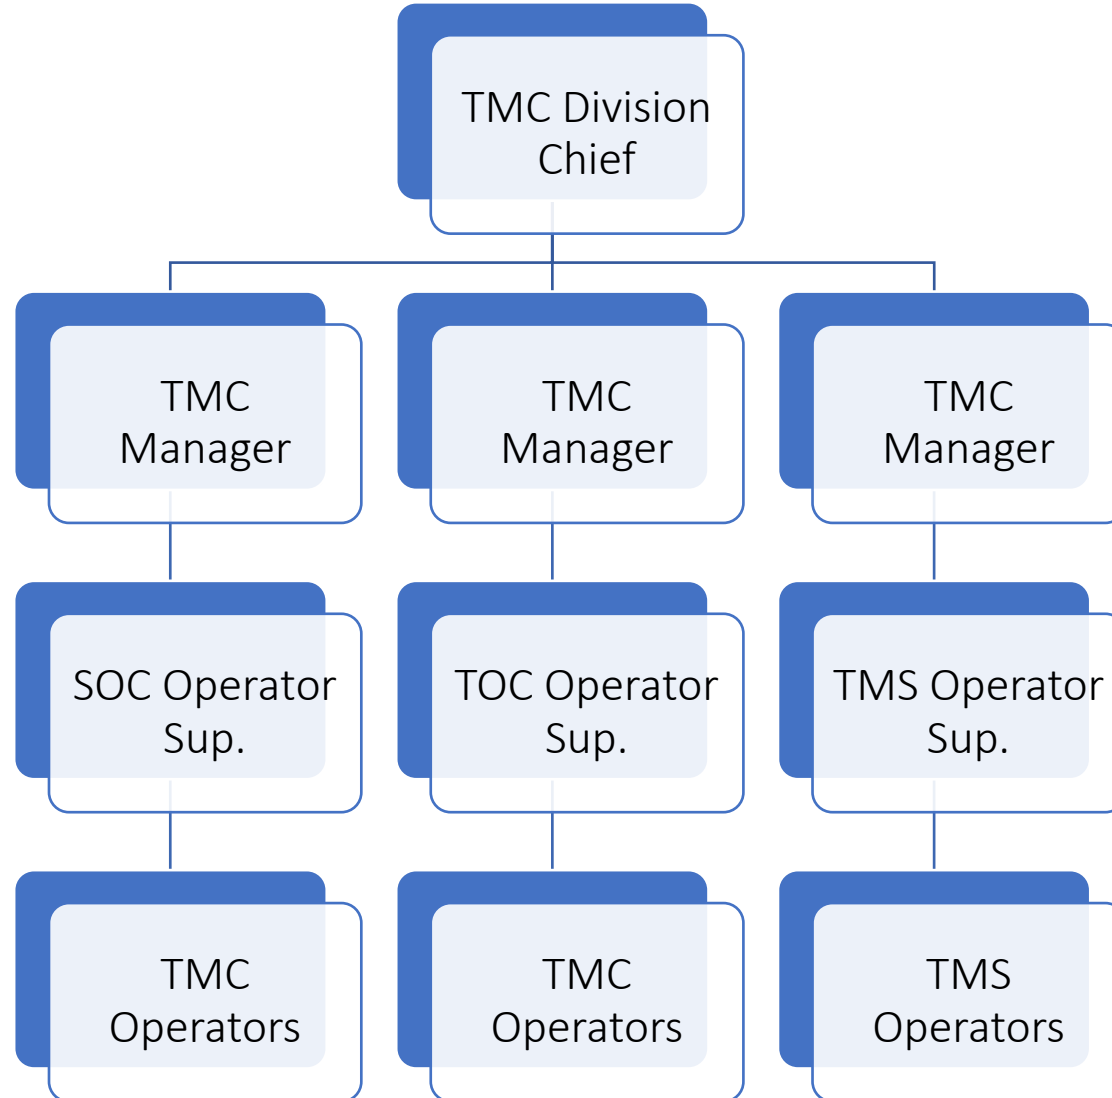 TMC Division
Chief
TMC
Manager
TMC
Manager
TMC
Manager
SOC Operator
Sup.
TOC Operator
Sup.
TMS Operator
Sup.
TMC
Operators
TMC
Operators
TMS
Operators